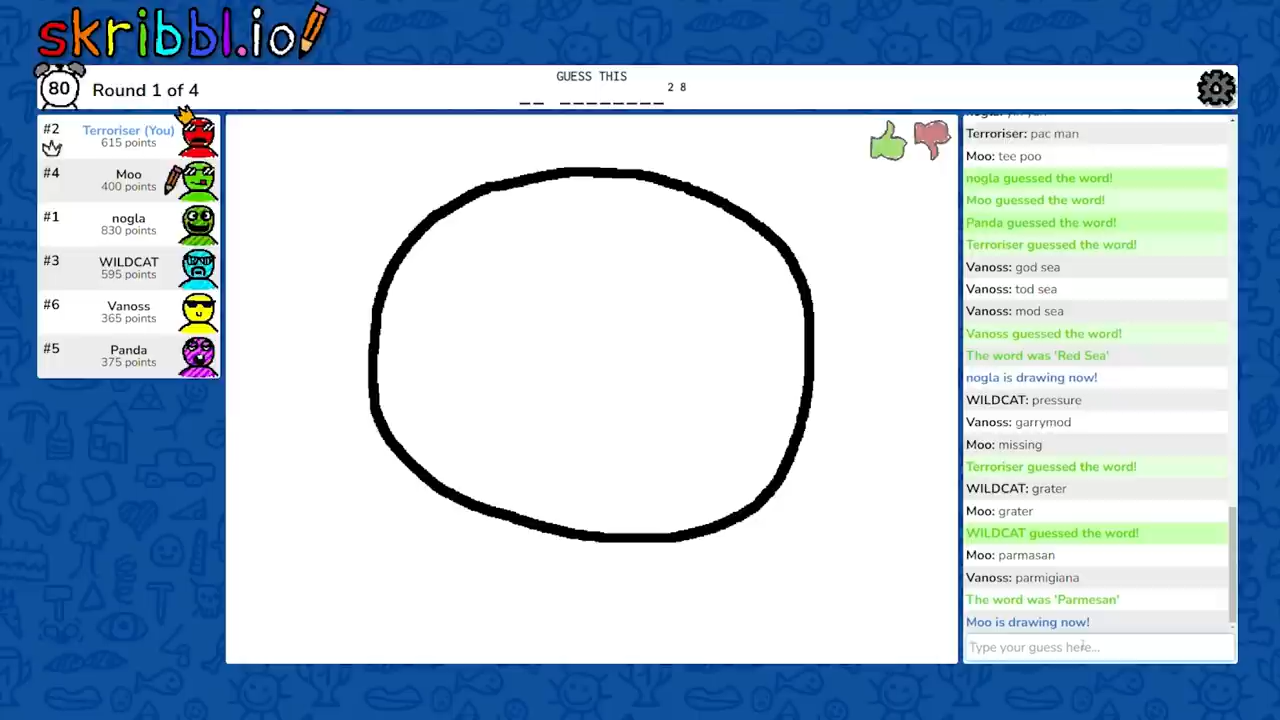 skribbl.io
80
Round 1 of 4
GUESS THIS
__ ________ 2 8
#2
Terroriser (You)
615 points
#4
Moo
400 points
#1
nogla
830 points
#3
WILDCAT
595 points
#6
Vanoss
365 points
#5
Panda
375 points
Terroriser: pac man
Moo: tee poo
nogla guessed the word!
Moo guessed the word!
Panda guessed the word!
Terroriser guessed the word!
Vanoss: god sea
Vanoss: tod sea
Vanoss: mod sea
Vanoss guessed the word!
The word was 'Red Sea'
nogla is drawing now!
WILDCAT: pressure
Vanoss: garrymod
Moo: missing
Terroriser guessed the word!
WILDCAT: grater
Moo: grater
WILDCAT guessed the word!
Moo: parmasan
Vanoss: parmigiana
The word was 'Parmesan'
Moo is drawing now!
Type your guess here...